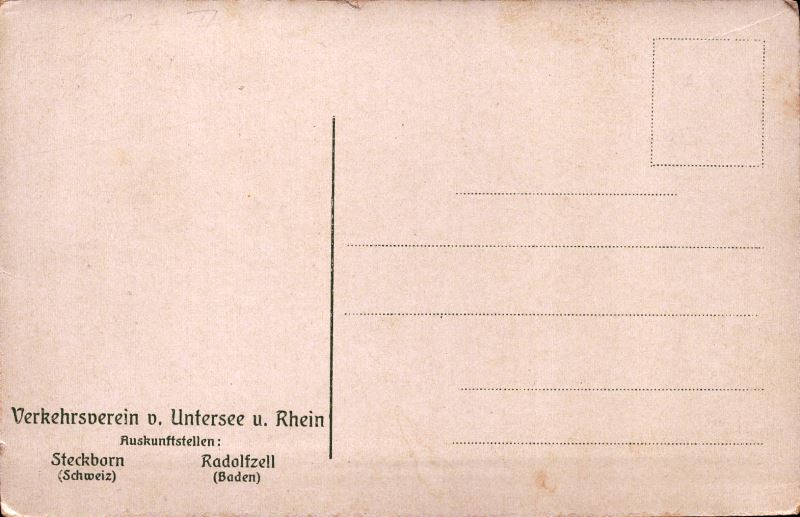 Verkehrsverein v. Untersee u. Rhein
Auskunftstellen:
Steckborn Radolfzell
(Schweiz) (Baden)